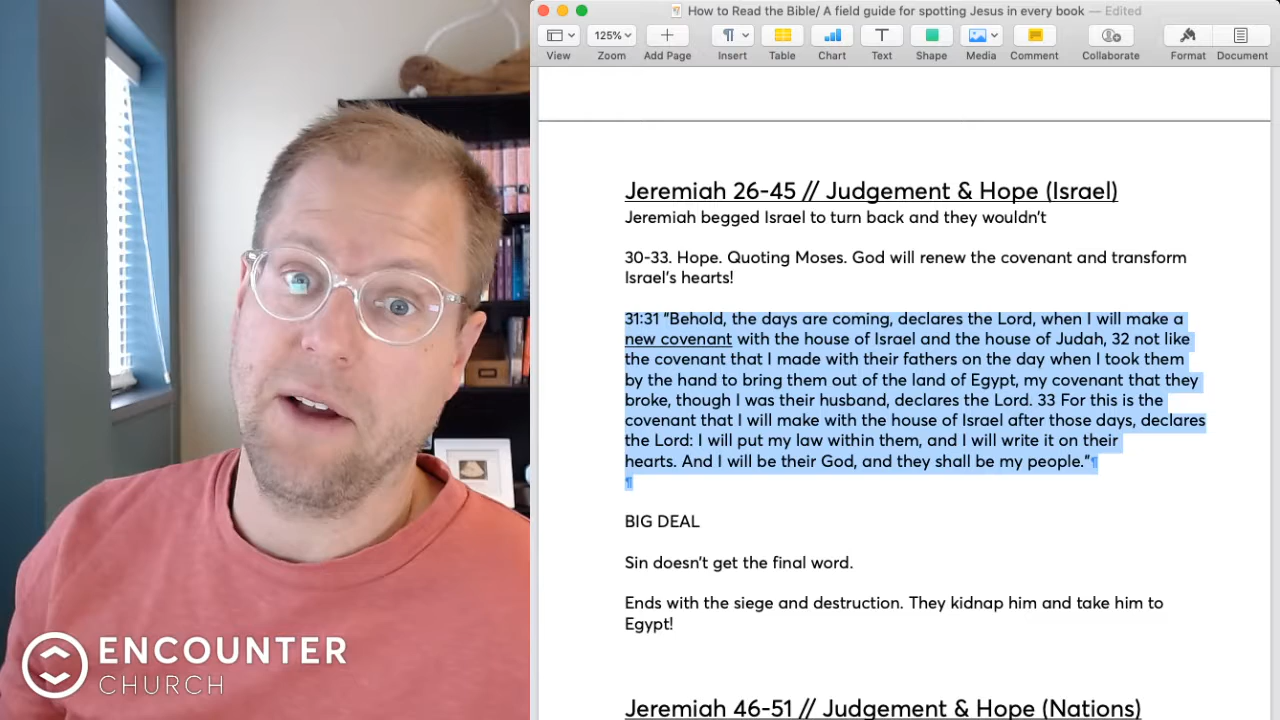 How to Read the Bible/ A field guide for spotting Jesus in every book — Edited
125%
View
Zoom
Add Page
Insert
Table
Chart
Text
Shape
Media
Comment
Collaborate
Format
Document
Jeremiah 26-45 // Judgement & Hope (Israel)
Jeremiah begged Israel to turn back and they wouldn't
30-33. Hope. Quoting Moses. God will renew the covenant and transform
Israel's hearts!
31:31 "Behold, the days are coming, declares the Lord, when I will make a
new covenant with the house of Israel and the house of Judah, 32 not like
the covenant that I made with their fathers on the day when I took them
by the hand to bring them out of the land of Egypt, my covenant that they
broke, though I was their husband, declares the Lord. 33 For this is the
covenant that I will make with the house of Israel after those days, declares
the Lord: I will put my law within them, and I will write it on their
hearts. And I will be their God, and they shall be my people."¶
¶
BIG DEAL
Sin doesn't get the final word.
Ends with the siege and destruction. They kidnap him and take him to
Egypt!
Jeremiah 46-51 // Judgement & Hope (Nations)
ENCOUNTER
CHURCH